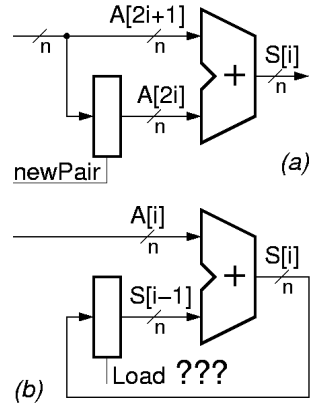 A[2i+1]
n
n
S[i]
A[2i]
+
n
n
newPair
(a)
A[i]
n
S[i]
S[i−1]
+
n
n
Load ???
(b)